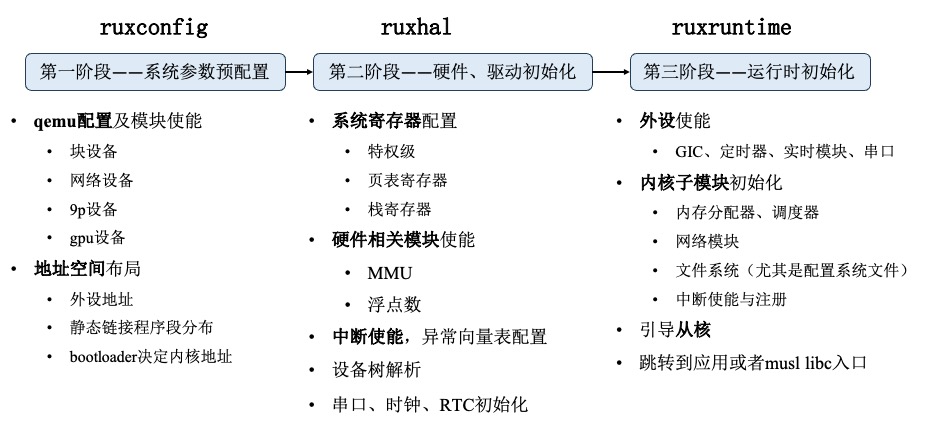 ruxconfig
第一阶段——系统参数预配置
• qemu配置及模块使能
• 块设备
• 网络设备
• 9p设备
• gpu设备
• 地址空间布局
• 外设地址
• 静态链接程序段分布
• bootloader决定内核地址
ruxhal
第二阶段——硬件、驱动初始化
• 系统寄存器配置
• 特权级
• 页表寄存器
• 栈寄存器
• 硬件相关模块使能
• MMU
• 浮点数
• 中断使能，异常向量表配置
• 设备树解析
• 串口、时钟、RTC初始化
ruxruntime
第三阶段——运行时初始化
• 外设使能
• GIC、定时器、实时模块、串口
• 内核子模块初始化
• 内存分配器、调度器
• 网络模块
• 文件系统（尤其是配置系统文件）
• 中断使能与注册
• 引导从核
• 跳转到应用或者musl libc入口